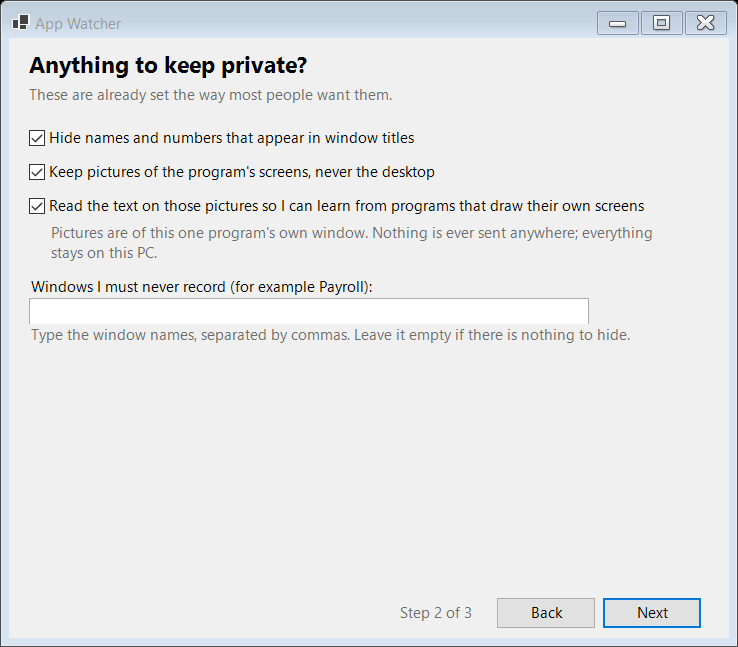 App Watcher
Anything to keep private?
These are already set the way most people want them.
Hide names and numbers that appear in window titles
Keep pictures of the program's screens, never the desktop
Read the text on those pictures so I can learn from programs that draw their own screens
Pictures are of this one program's own window. Nothing is ever sent anywhere; everything
stays on this PC.
Windows I must never record (for example Payroll):
Type the window names, separated by commas. Leave it empty if there is nothing to hide.
Step 2 of 3
Back
Next